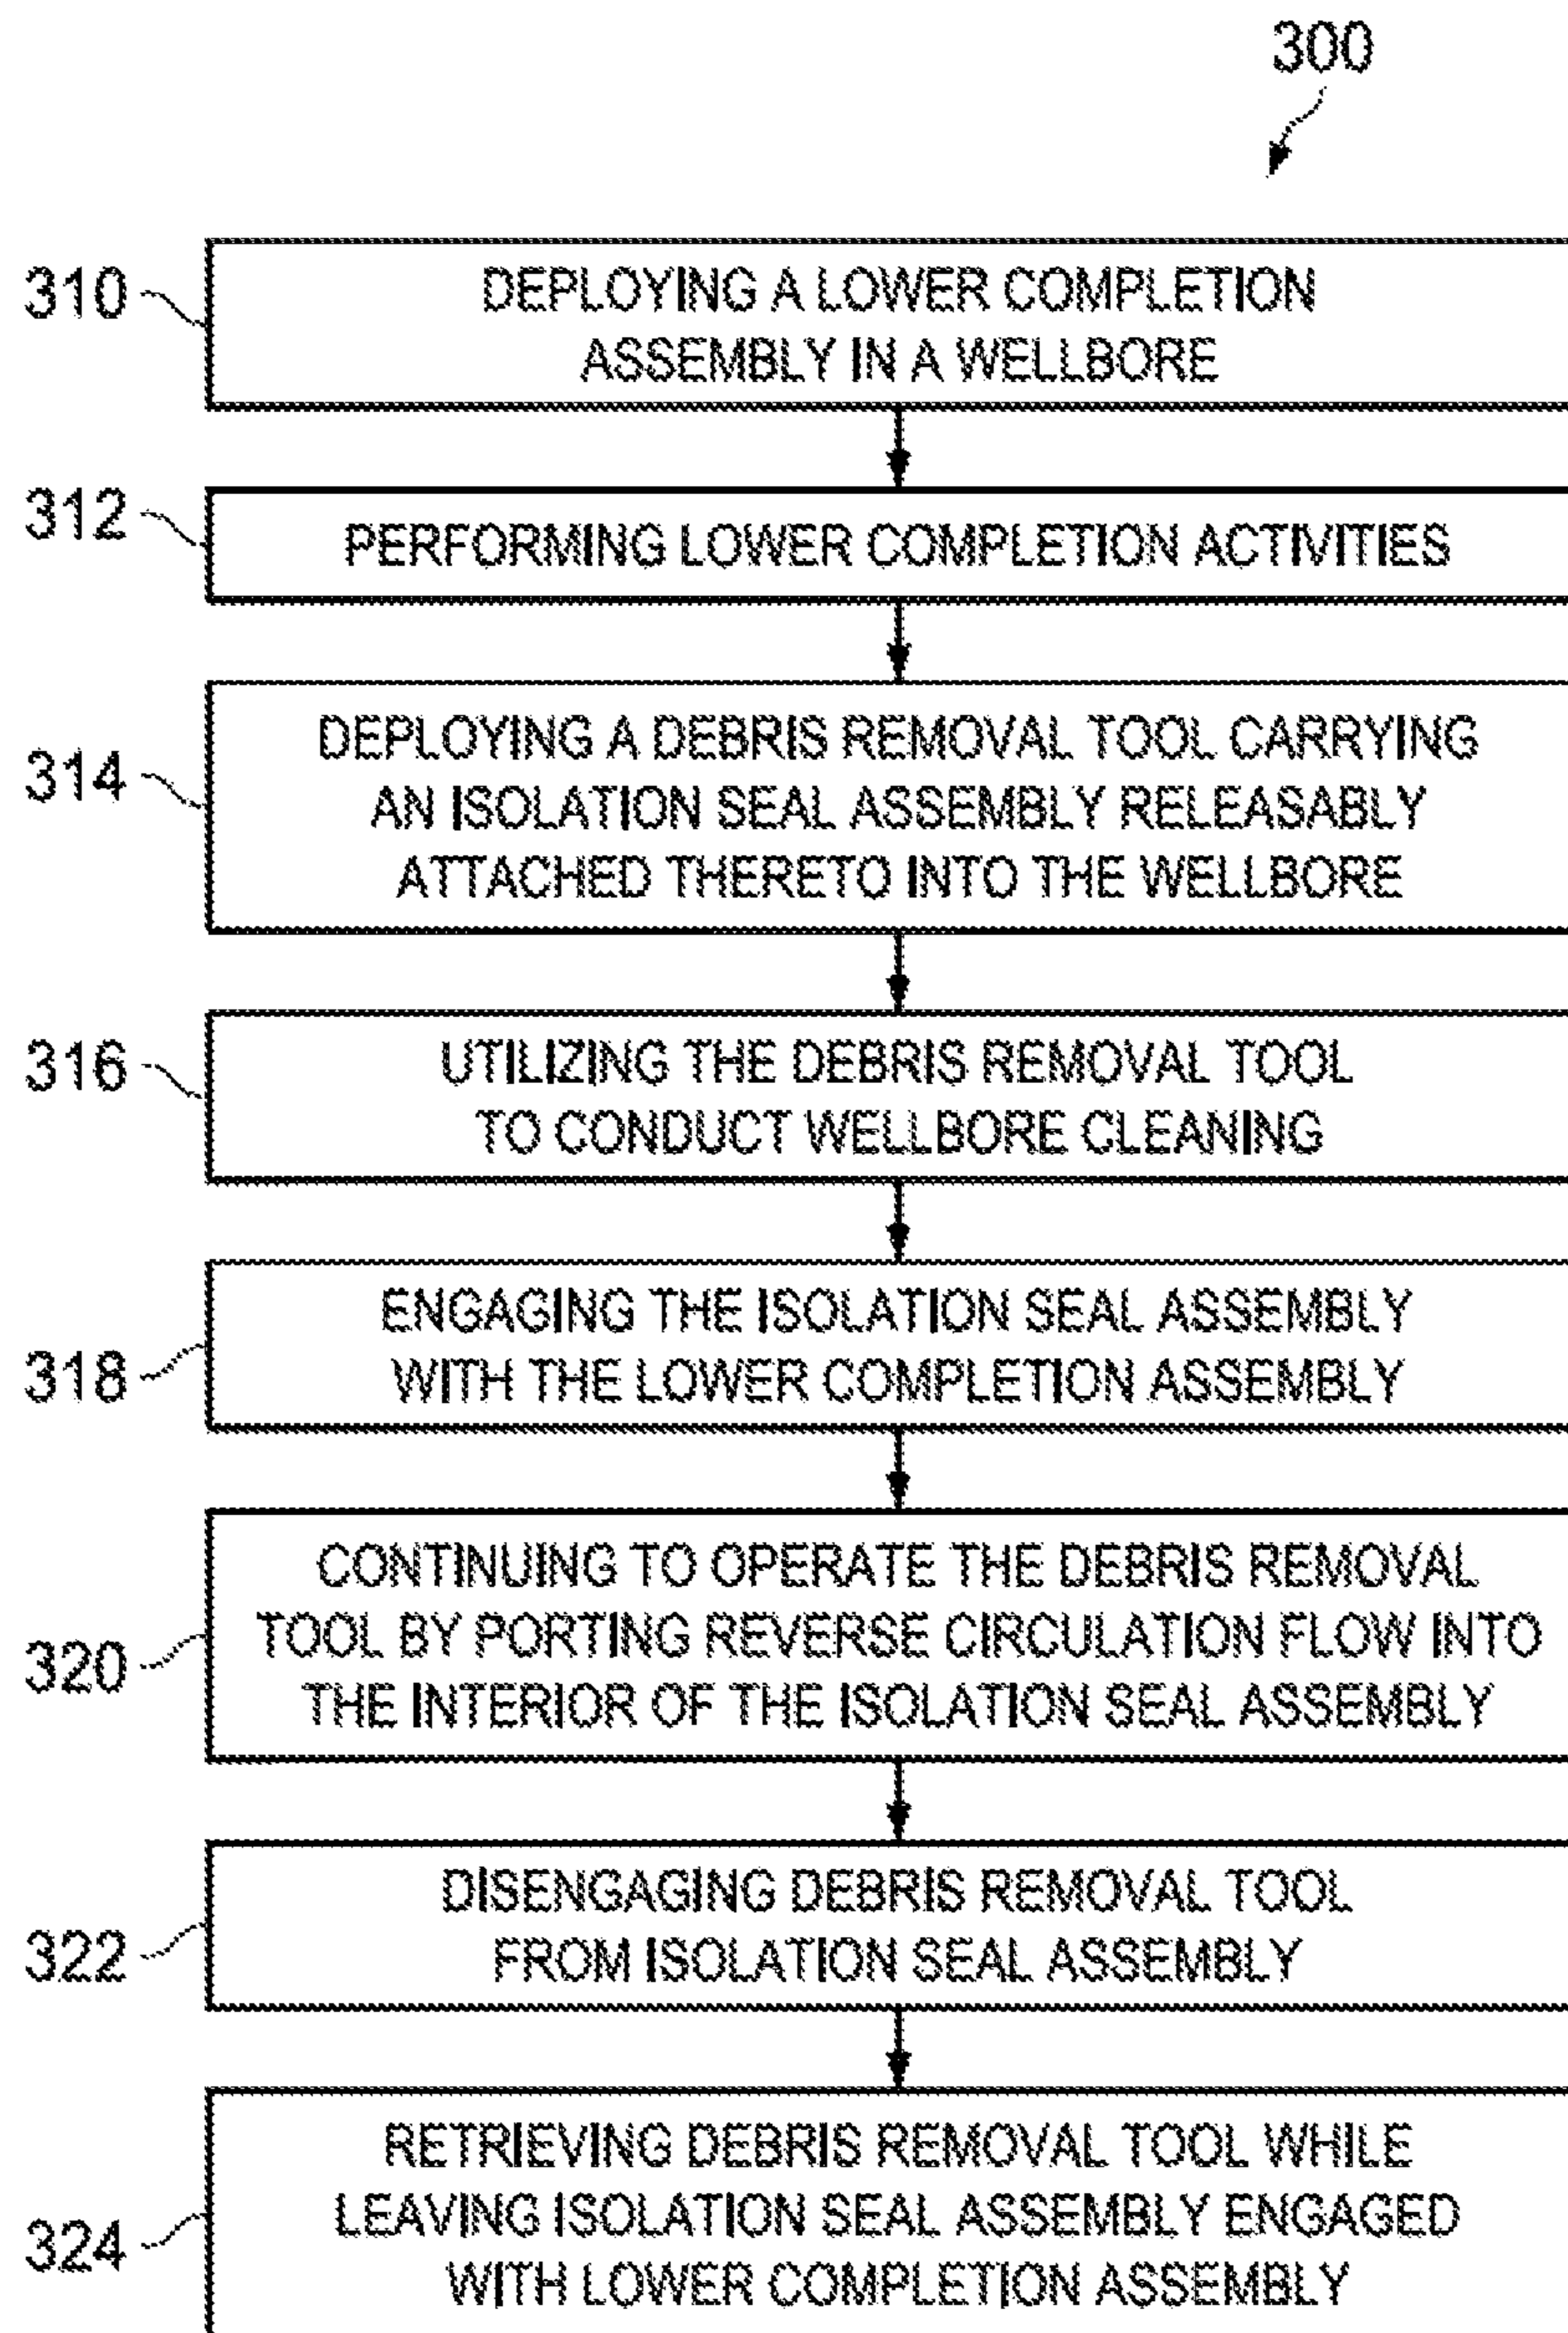 300
310
DEPLOYING A LOWER COMPLETION
ASSEMBLY IN A WELLBORE
312
PERFORMING LOWER COMPLETION ACTIVITIES
314
DEPLOYING A DEBRIS REMOVAL TOOL CARRYING
AN ISOLATION SEAL ASSEMBLY RELEASABLY
ATTACHED THERETO INTO THE WELLBORE
316
UTILIZING THE DEBRIS REMOVAL TOOL
TO CONDUCT WELLBORE CLEANING
318
ENGAGING THE ISOLATION SEAL ASSEMBLY
WITH THE LOWER COMPLETION ASSEMBLY
320
CONTINUING TO OPERATE THE DEBRIS REMOVAL
TOOL BY PORTING REVERSE CIRCULATION FLOW INTO
THE INTERIOR OF THE ISOLATION SEAL ASSEMBLY
322
DISENGAGING DEBRIS REMOVAL TOOL
FROM ISOLATION SEAL ASSEMBLY
324
RETRIEVING DEBRIS REMOVAL TOOL WHILE
LEAVING ISOLATION SEAL ASSEMBLY ENGAGED
WITH LOWER COMPLETION ASSEMBLY